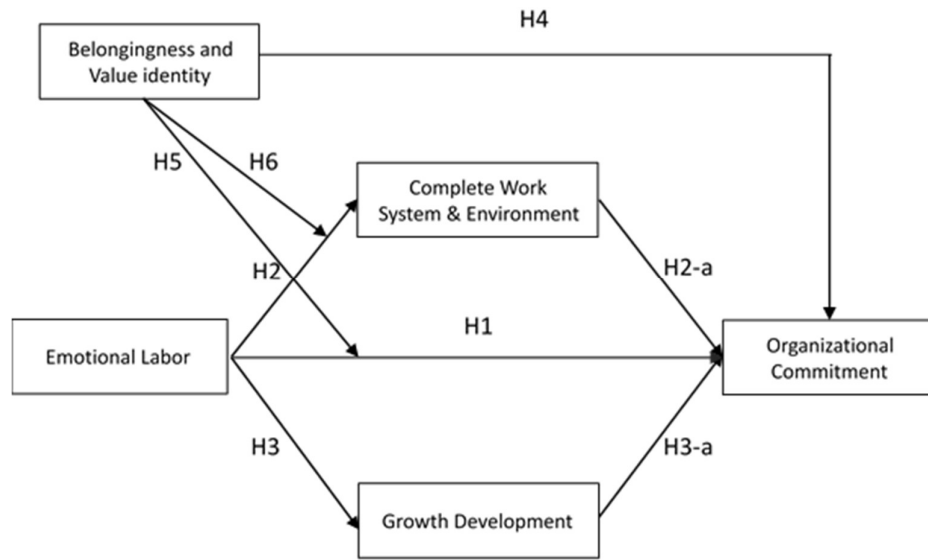 H4
Belongingness and
Value identity
H5
H6
Complete Work
System & Environment
H2
H2-a
H1
Emotional Labor
Organizational
Commitment
H3
H3-a
Growth Development